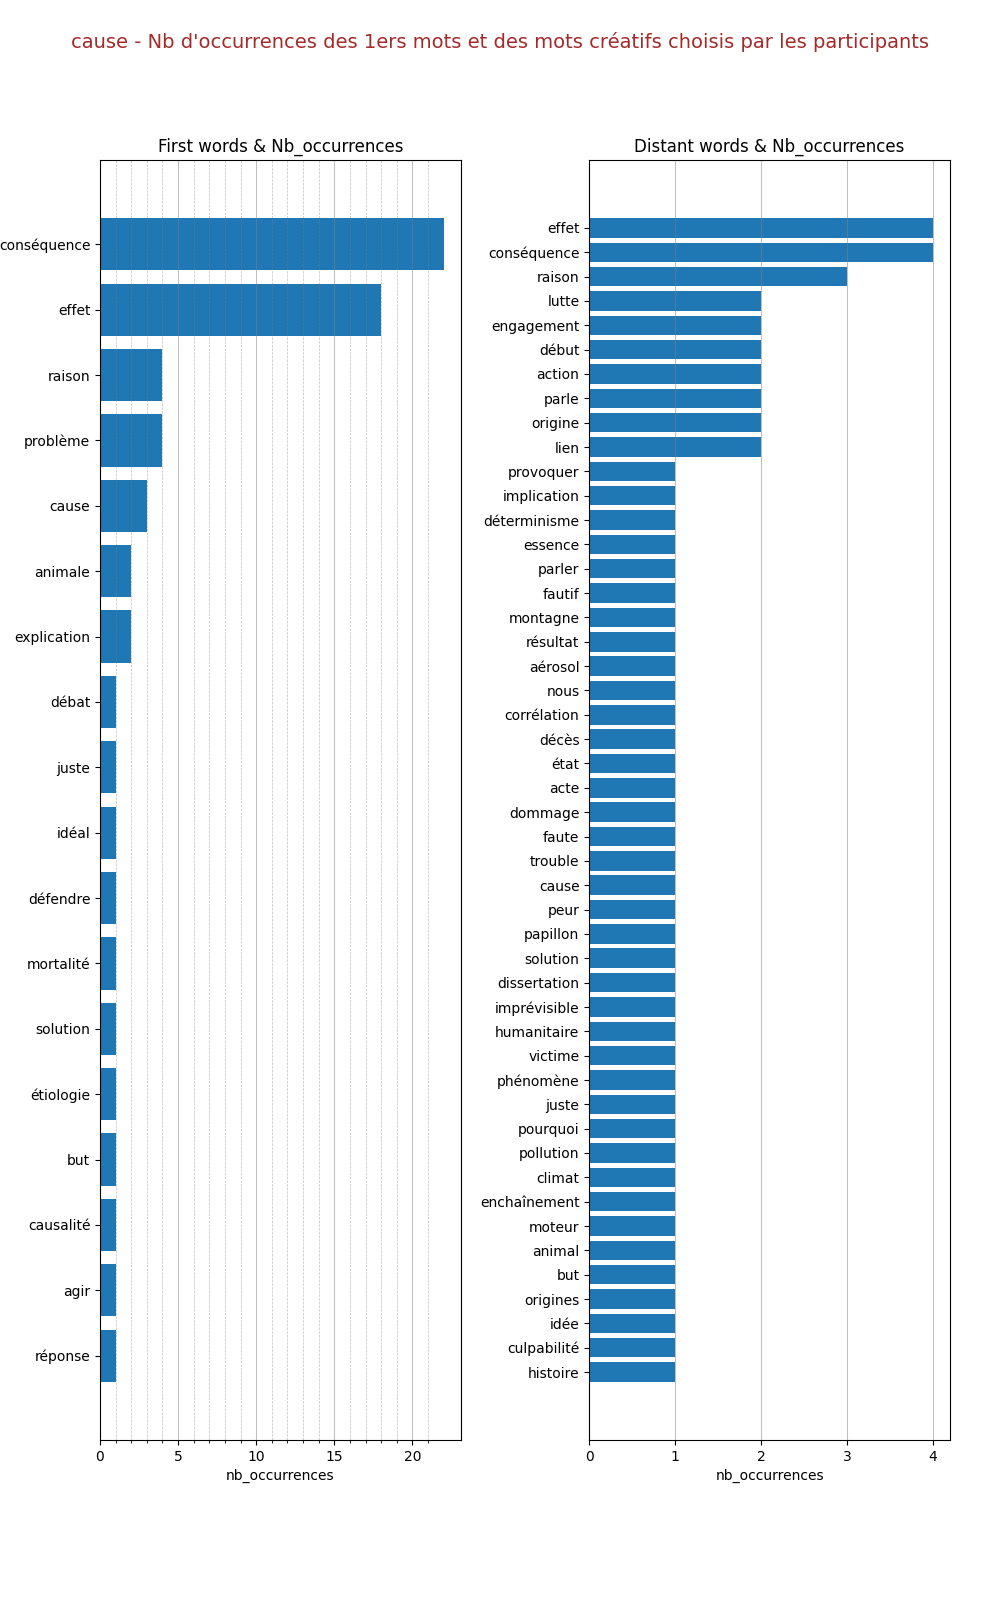 cause - Nb d'occurrences des 1ers mots et des mots créatifs choisis par les participants
First words & Nb_occurrences
conséquence
effet
raison
problème
cause
animale
explication
débat
juste
idéal
défendre
mortalité
solution
étiologie
but
causalité
agir
réponse
0 5 10 15 20
nb_occurrences
Distant words & Nb_occurrences
effet
conséquence
raison
lutte
engagement
début
action
parle
origine
lien
provoquer
implication
déterminisme
essence
parler
fautif
montagne
résultat
aérosol
nous
corrélation
décès
état
acte
dommage
faute
trouble
cause
peur
papillon
solution
dissertation
imprévisible
humanitaire
victime
phénomène
juste
pourquoi
pollution
climat
enchaînement
moteur
animal
but
origines
idée
culpabilité
histoire
0 1 2 3 4
nb_occurrences